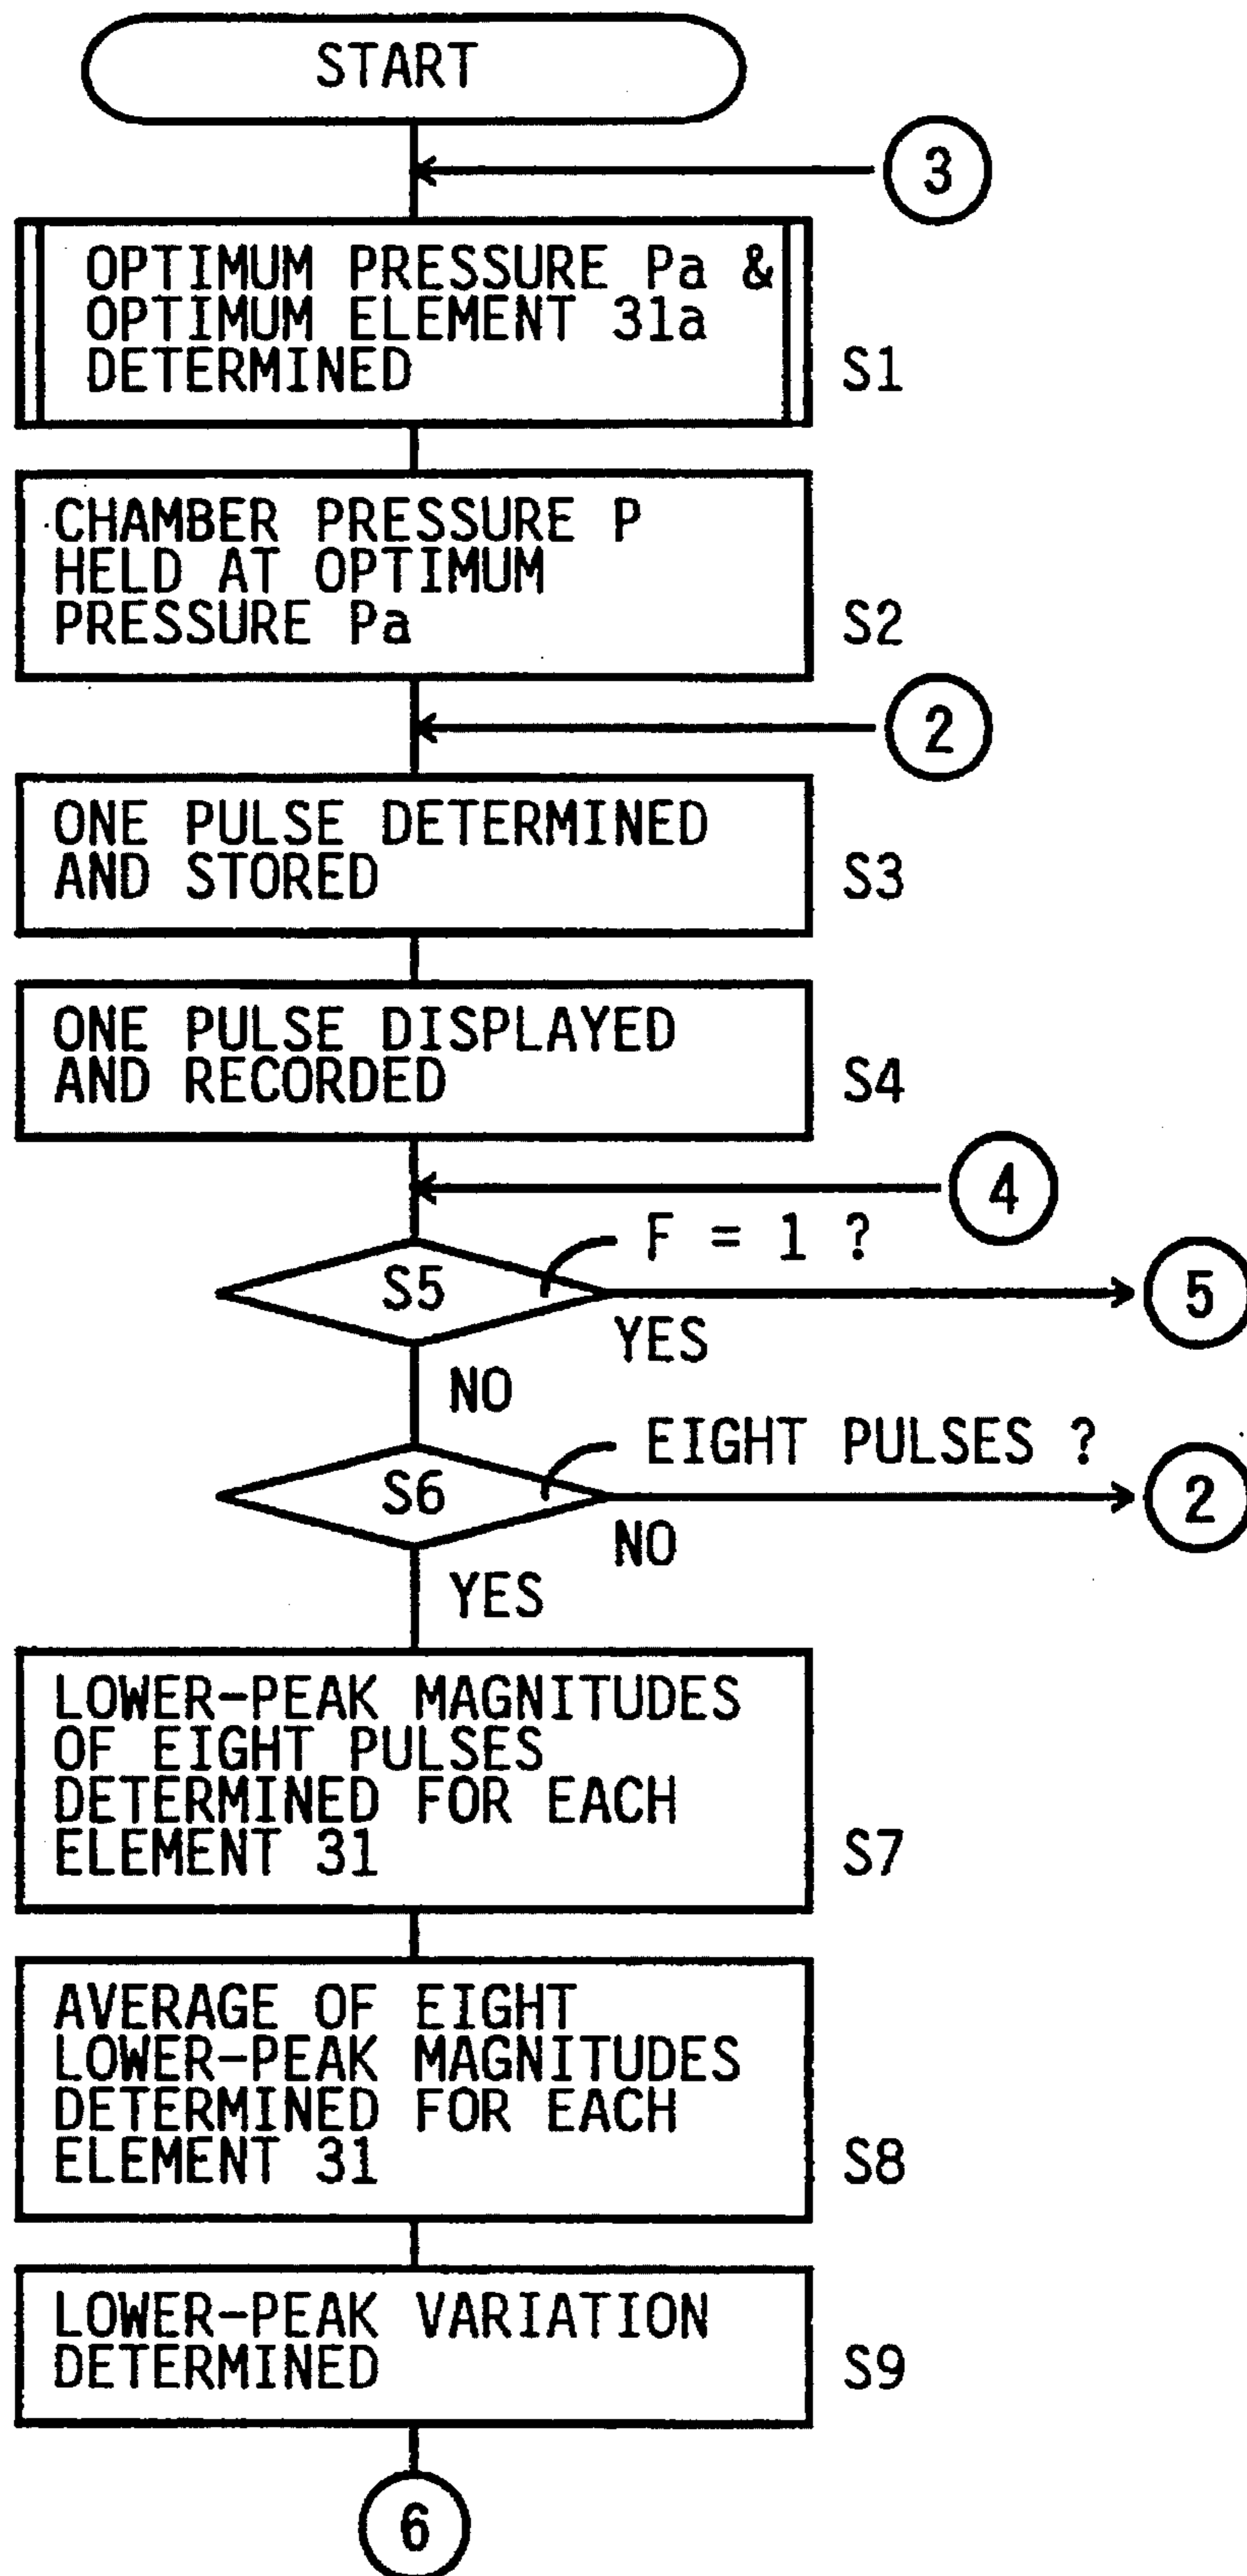 START
3
OPTIMUM PRESSURE Pa &
OPTIMUM ELEMENT 31a
DETERMINED
S1
CHAMBER PRESSURE P
HELD AT OPTIMUM
PRESSURE Pa
S2
2
ONE PULSE DETERMINED
AND STORED
S3
ONE PULSE DISPLAYED
AND RECORDED
S4
4
F = 1 ?
S5
5
YES
NO
EIGHT PULSES ?
S6
2
NO
YES
LOWER-PEAK MAGNITUDES
OF EIGHT PULSES
DETERMINED FOR EACH
ELEMENT 31
S7
AVERAGE OF EIGHT
LOWER-PEAK MAGNITUDES
DETERMINED FOR EACH
ELEMENT 31
S8
LOWER-PEAK VARIATION
DETERMINED
S9
6